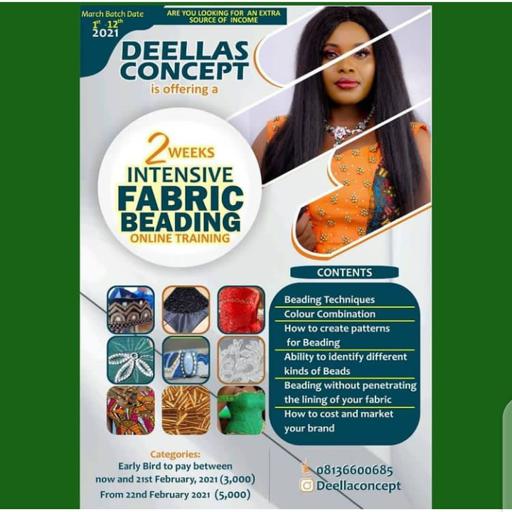 March Batch Date
1st - 12th
2021
ARE YOU LOOKING FOR AN EXTRA
SOURCE OF INCOME
DEELLAS
CONCEPT
is offering a
2 WEEKS
INTENSIVE
FABRIC
BEADING
ONLINE TRAINING
CONTENTS
Beading Techniques
Colour Combination
How to create patterns
for Beading
Ability to identify different
kinds of Beads
Beading without penetrating
the lining of your fabric
How to cost and market
your brand
Categories:
Early Bird to pay between
now and 21st February, 2021 (3,000)
From 22nd February 2021 (5,000)
08136600685
Deellaconcept